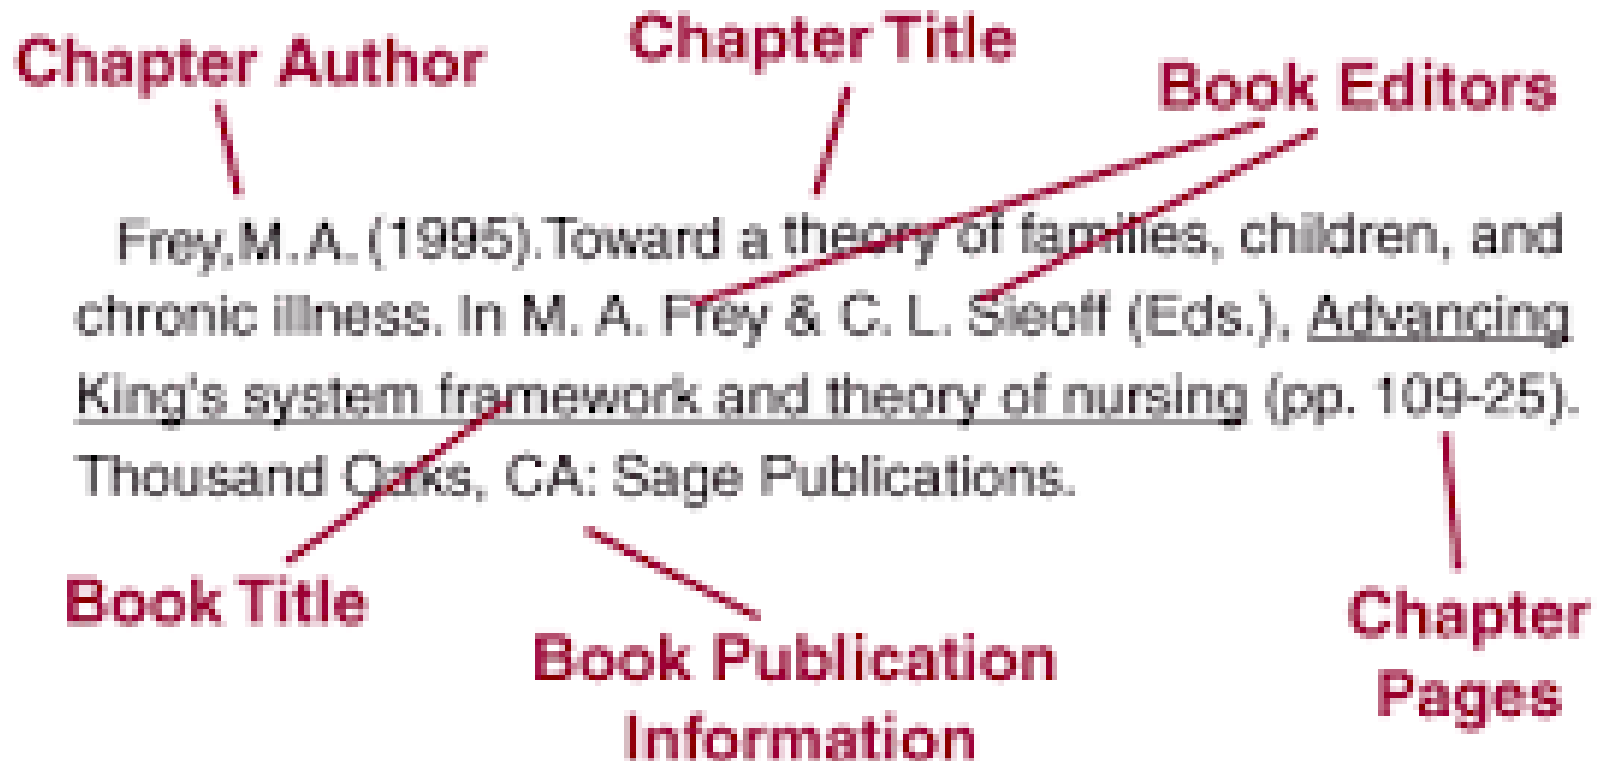 Chapter Author
Chapter Title
Book Editors
Frey,M.A.(1995).Toward a theory of families, children, and
chronic illness. In M. A. Frey & C. L. Sieoff (Eds.), Advancing
King's system framework and theory of nursing (pp. 109-25).
Thousand Oaks, CA: Sage Publications.
Book Title
Book Publication
Information
Chapter
Pages